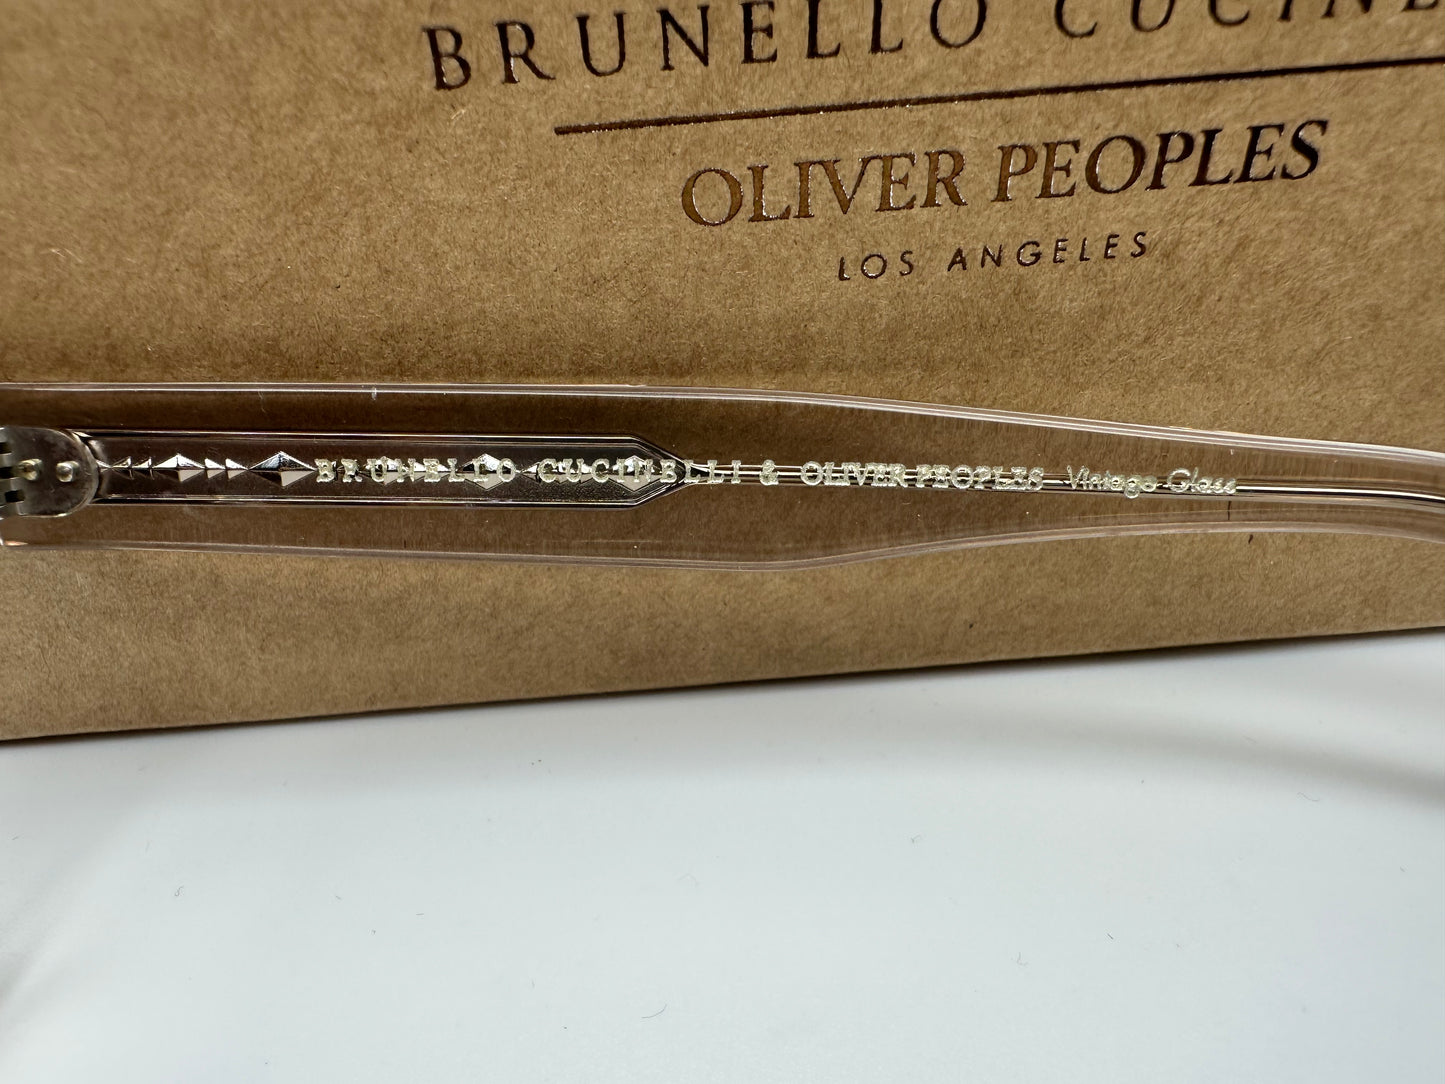 BRUNELLO CUCINE
OLIVER PEOPLES
LOS ANGELES
BRUNELLO CUCINELLI & OLIVER PEOPLES Vintage Glass